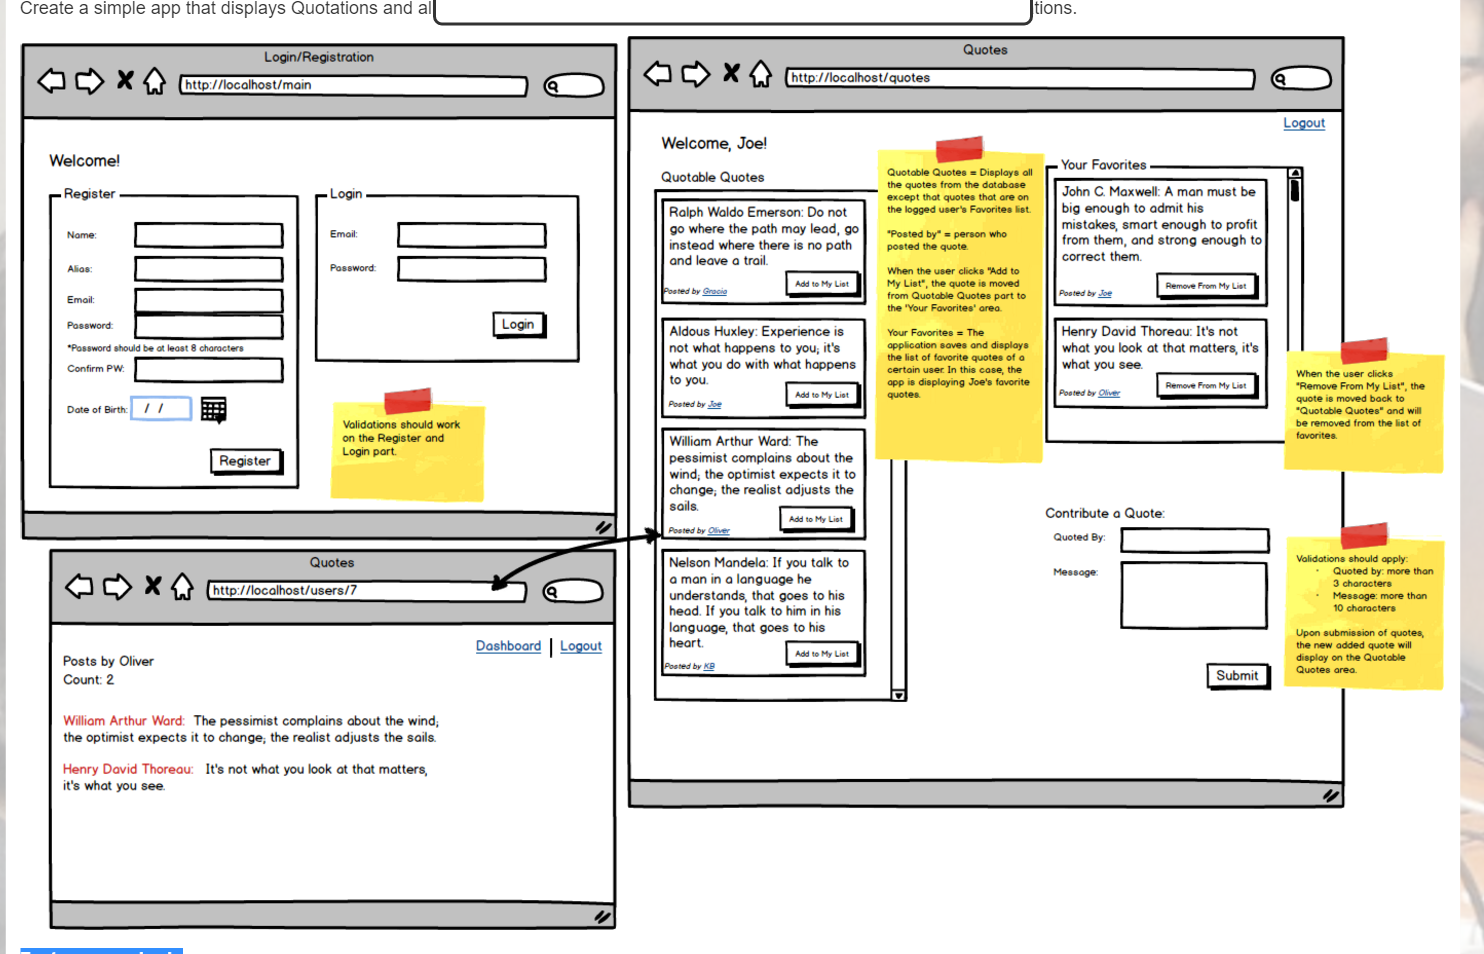 Create a simple app that displays Quotations and al
tions.
Login/Registration
http://localhost/main
Welcome!
Register
Name:
Alias:
Email:
Password:
*Password should be at least 8 characters
Confirm PW:
Date of Birth:
/ /
Register
Login
Email:
Password:
Login
Validations should work
on the Register and
Login part.
Quotes
http://localhost/quotes
Logout
Welcome, Joe!
Quotable Quotes
Ralph Waldo Emerson: Do not
go where the path may lead, go
instead where there is no path
and leave a trail.
Add to My List
Posted by Gracia
Aldous Huxley: Experience is
not what happens to you; it's
what you do with what happens
to you.
Add to My List
Posted by Joe
William Arthur Ward: The
pessimist complains about the
wind; the optimist expects it to
change; the realist adjusts the
sails.
Add to My List
Posted by Oliver
Nelson Mandela: If you talk to
a man in a language he
understands, that goes to his
head. If you talk to him in his
language, that goes to his
heart.
Add to My List
Posted by KB
Quotable Quotes = Displays all
the quotes from the database
except that quotes that are on
the logged user's Favorites list.
"Posted by" = person who
posted the quote.
When the user clicks "Add to
My List", the quote is moved
from Quotable Quotes part to
the 'Your Favorites' area.
Your Favorites = The
application saves and displays
the list of favorite quotes of a
certain user. In this case, the
app is displaying Joe's favorite
quotes.
Your Favorites
John C. Maxwell: A man must be
big enough to admit his
mistakes, smart enough to profit
from them, and strong enough to
correct them.
Remove From My List
Posted by Joe
Henry David Thoreau: It's not
what you look at that matters, it's
what you see.
Remove From My List
Posted by Oliver
When the user clicks
"Remove From My List", the
quote is moved back to
"Quotable Quotes" and will
be removed from the list of
favorites.
Contribute a Quote:
Quoted By:
Message:
Submit
Validations should apply:
· Quoted by: more than
3 characters
· Message: more than
10 characters
Upon submission of quotes,
the new added quote will
display on the Quotable
Quotes area.
Quotes
http://localhost/users/7
Dashboard | Logout
Posts by Oliver
Count: 2
William Arthur Ward: The pessimist complains about the wind;
the optimist expects it to change; the realist adjusts the sails.
Henry David Thoreau: It's not what you look at that matters,
it's what you see.